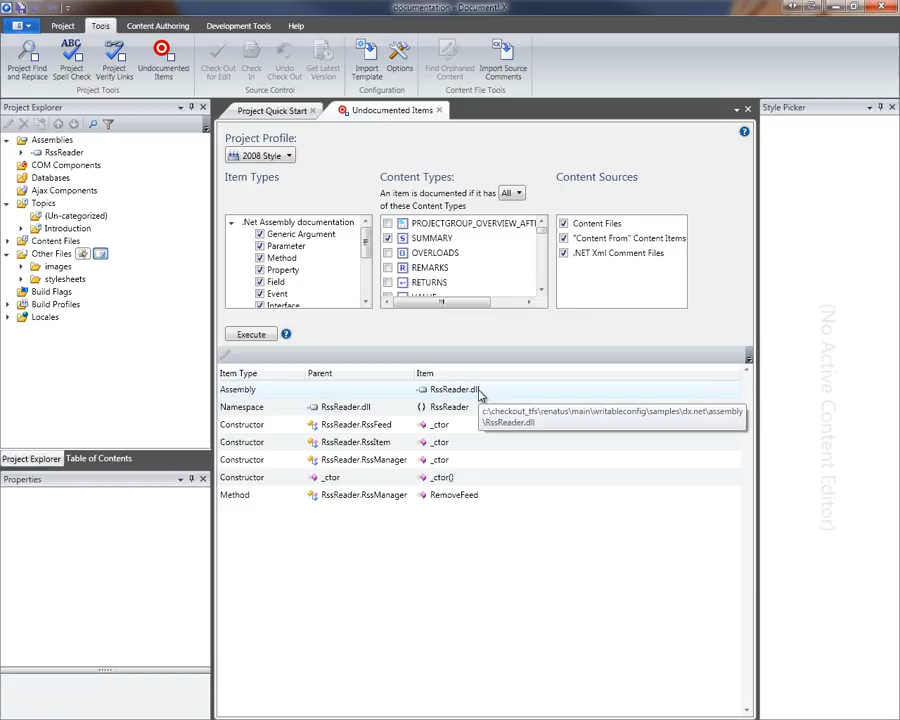 documentation - Document! X
Project
Tools
Content Authoring
Development Tools
Help
Project Find
and Replace
ABC
Project
Spell Check
Project
Verify Links
Undocumented
Items
Check Out
for Edit
Check
In
Undo
Check Out
Get Latest
Version
Import
Template
Options
Find Orphaned
Content
Import Source
Comments
Project Tools
Source Control
Configuration
Content File Tools
Project Explorer
Project Quick Start
Undocumented Items
Style Picker
Assemblies
RssReader
COM Components
Databases
Ajax Components
Topics
(Un-categorized)
Introduction
Content Files
Other Files
images
stylesheets
Build Flags
Build Profiles
Locales
Project Explorer
Table of Contents
Properties
Project Profile:
2008 Style
Item Types
.Net Assembly documentation
Generic Argument
Parameter
Method
Property
Field
Event
Interface
Content Types:
An item is documented if it has
All
of these Content Types
PROJECTGROUP_OVERVIEW_AFTI
S SUMMARY
O OVERLOADS
R REMARKS
RETURNS
VALUE
Content Sources
Content Files
"Content From" Content Items
.NET Xml Comment Files
Execute
Item Type Parent Item
Assembly RssReader.dll
Namespace RssReader.dll {} RssReader
Constructor RssReader.RssFeed _ctor
Constructor RssReader.RssItem _ctor
Constructor RssReader.RssManager _ctor
Constructor _ctor _ctor()
Method RssReader.RssManager RemoveFeed
c:\checkout_tfs\renatus\main\writableconfig\samples\dx.net\assembly
\RssReader.dll
(No Active Content Editor)